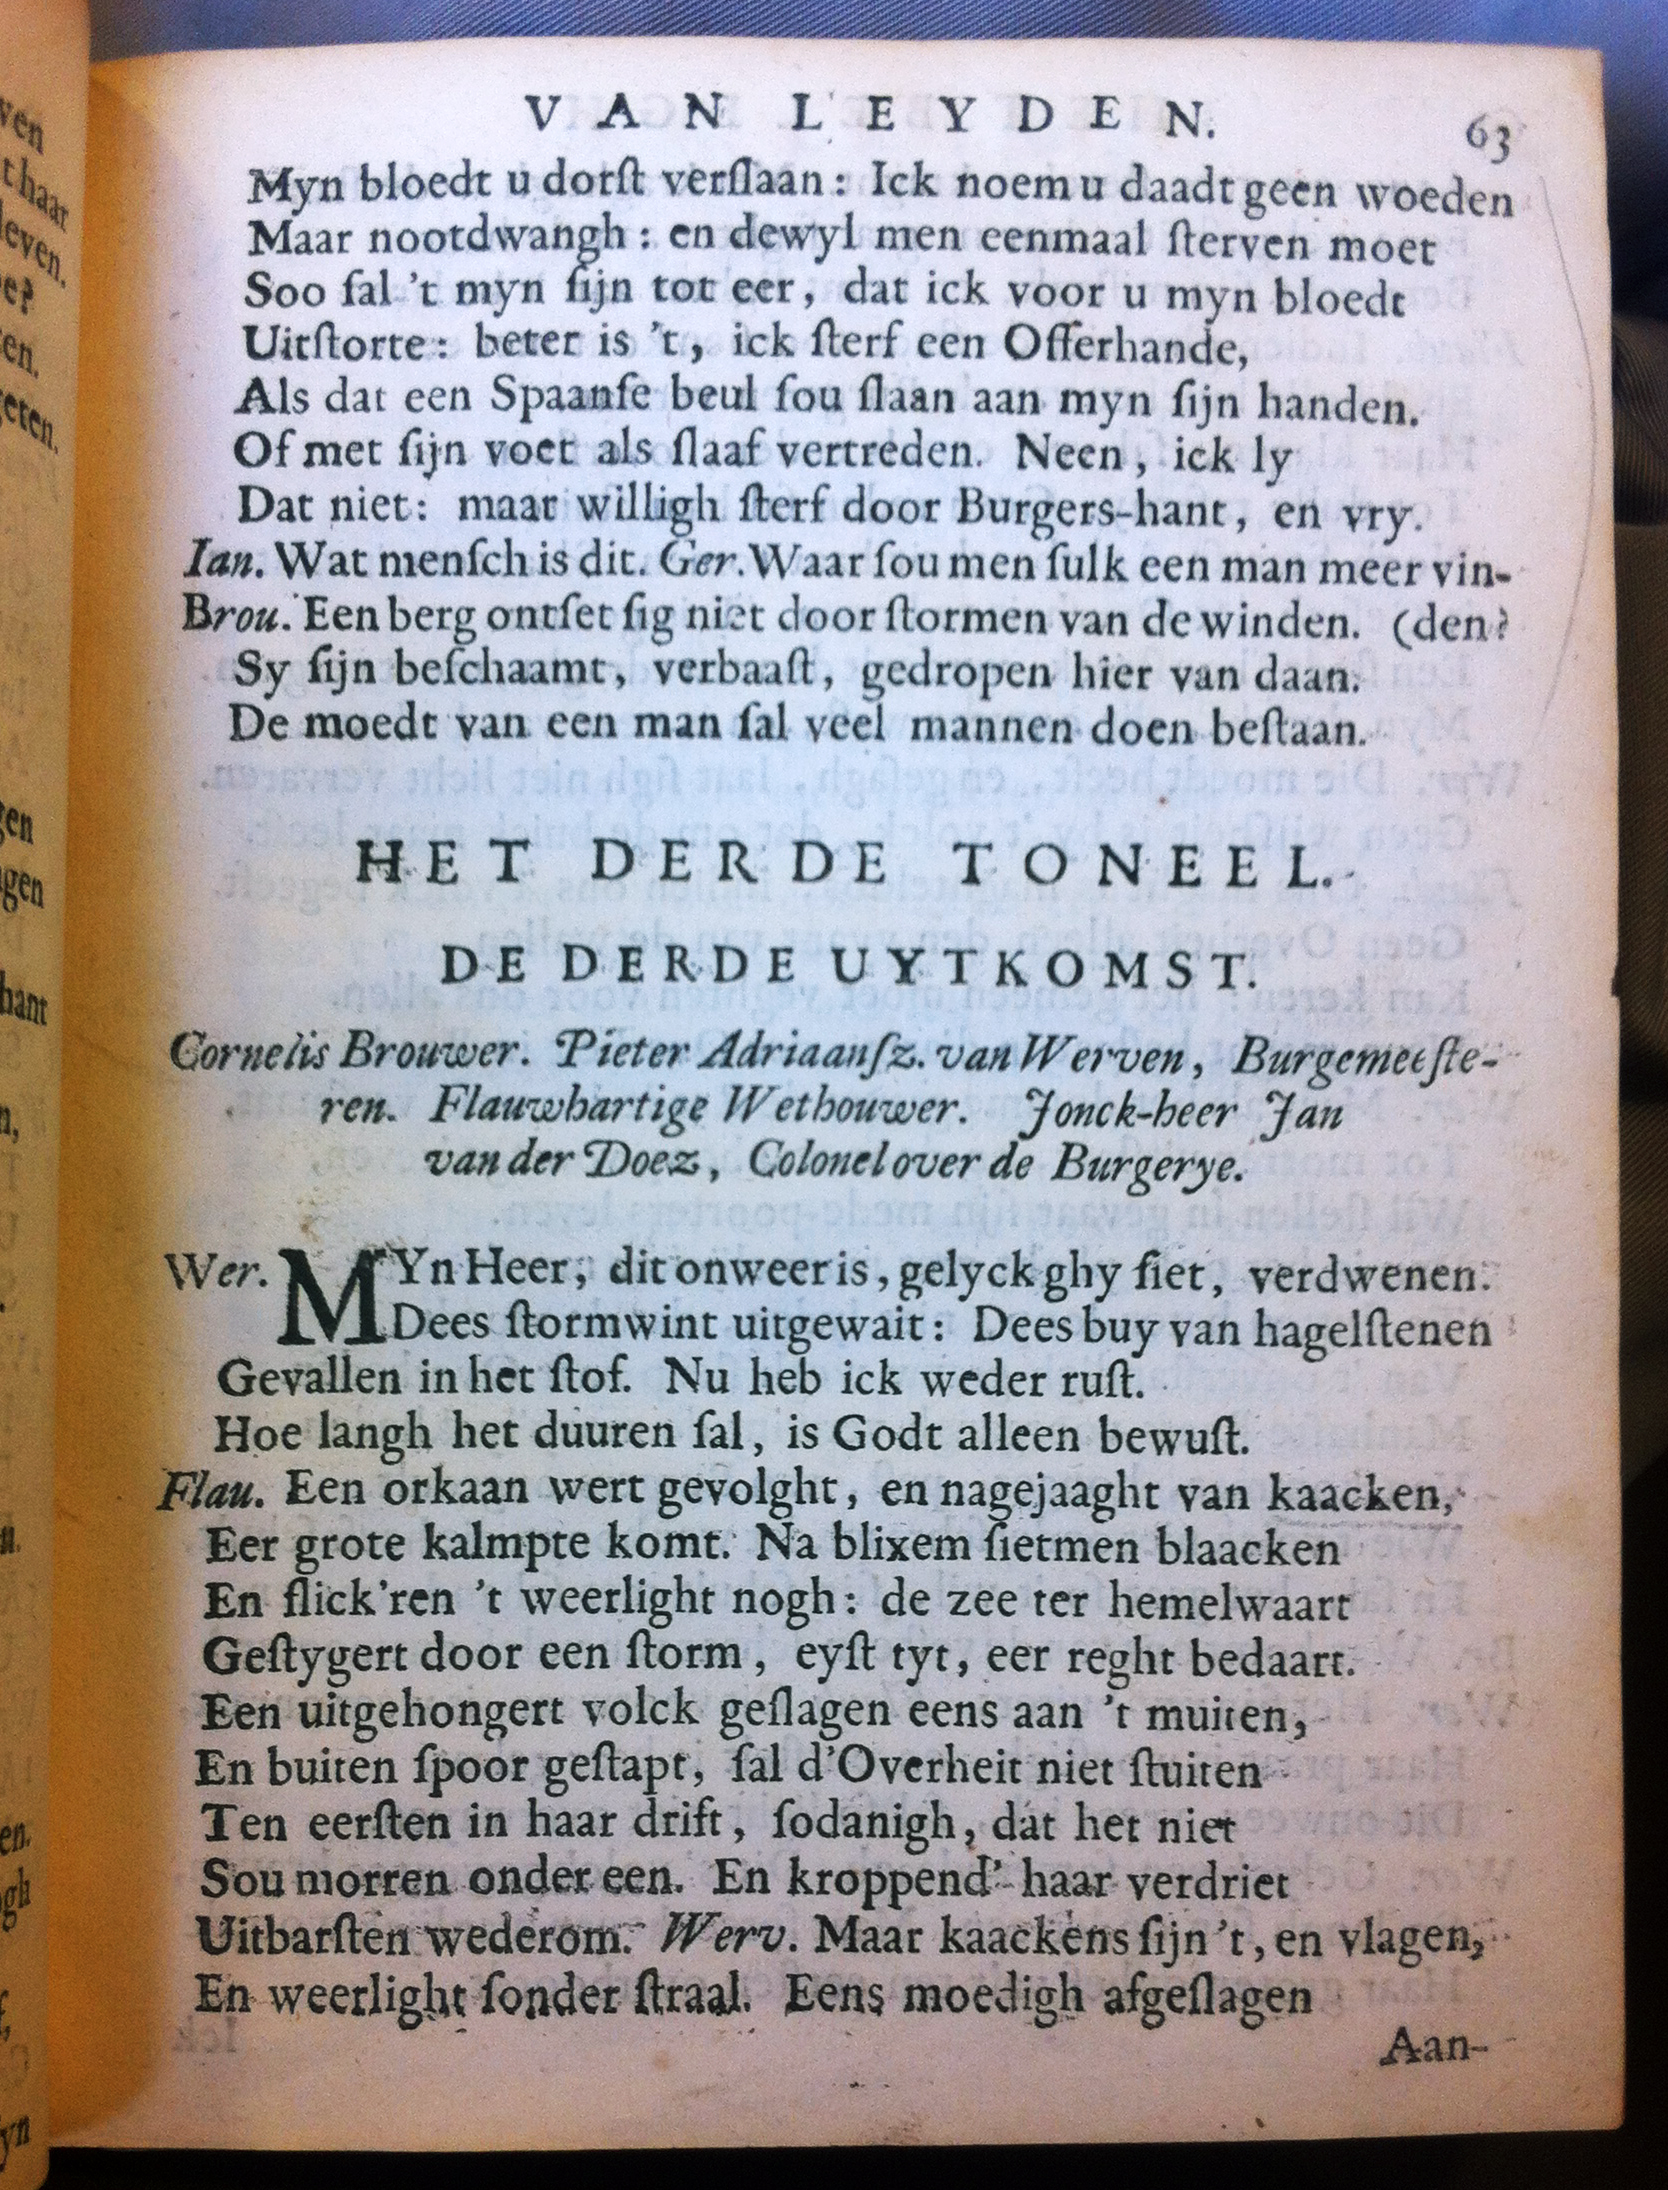 VAN LEYDEN. 63
Myn bloedt u dorſt verſlaan: Ick noem u daadt geen woeden
Maar nootdwangh: en dewyl men eenmaal ſterven moet
Soo ſal 't myn ſijn tot eer, dat ick voor u myn bloedt
Uitſtorte: beter is 't, ick ſterf een Offerhande,
Als dat een Spaanſe beul ſou ſlaan aan myn ſijn handen.
Of met ſijn voet als ſlaaf vertreden. Neen, ick ly
Dat niet: maar willigh ſterf door Burgers-hant, en vry.
Ian. Wat menſch is dit. Ger. Waar ſou men ſulk een man meer vin-
Brou. Een berg ontſet ſig niet door ſtormen van de winden. (den?
Sy ſijn beſchaamt, verbaaſt, gedropen hier van daan.
De moedt van een man ſal veel mannen doen beſtaan.
HET DERDE TONEEL.
DE DERDE UYTKOMST.
Cornelis Brouwer. Pieter Adriaanſz. van Werven, Burgemeeſte-
ren. Flauwhartige Wethouwer. Jonck-heer Jan
van der Doez, Colonel over de Burgerye.
Wer. MYn Heer, dit onweer is, gelyck ghy ſiet, verdwenen.
Dees ſtormwint uitgewait: Dees buy van hagelſtenen
Gevallen in het ſtof. Nu heb ick weder ruſt.
Hoe langh het duuren ſal, is Godt alleen bewuſt.
Flau. Een orkaan wert gevolght, en nagejaaght van kaacken,
Eer grote kalmpte komt. Na blixem ſietmen blaacken
En flick'ren 't weerlight nogh: de zee ter hemelwaart
Geſtygert door een ſtorm, eyſt tyt, eer reght bedaart.
Een uitgehongert volck geſlagen eens aan 't muiten,
En buiten ſpoor geſtapt, ſal d'Overheit niet ſtuiten
Ten eerſten in haar drift, ſodanigh, dat het niet
Sou morren onder een. En kroppend' haar verdriet
Uitbarſten wederom. Werv. Maar kaackens ſijn 't, en vlagen,
En weerlight ſonder ſtraal. Eens moedigh afgeſlagen
Aan-